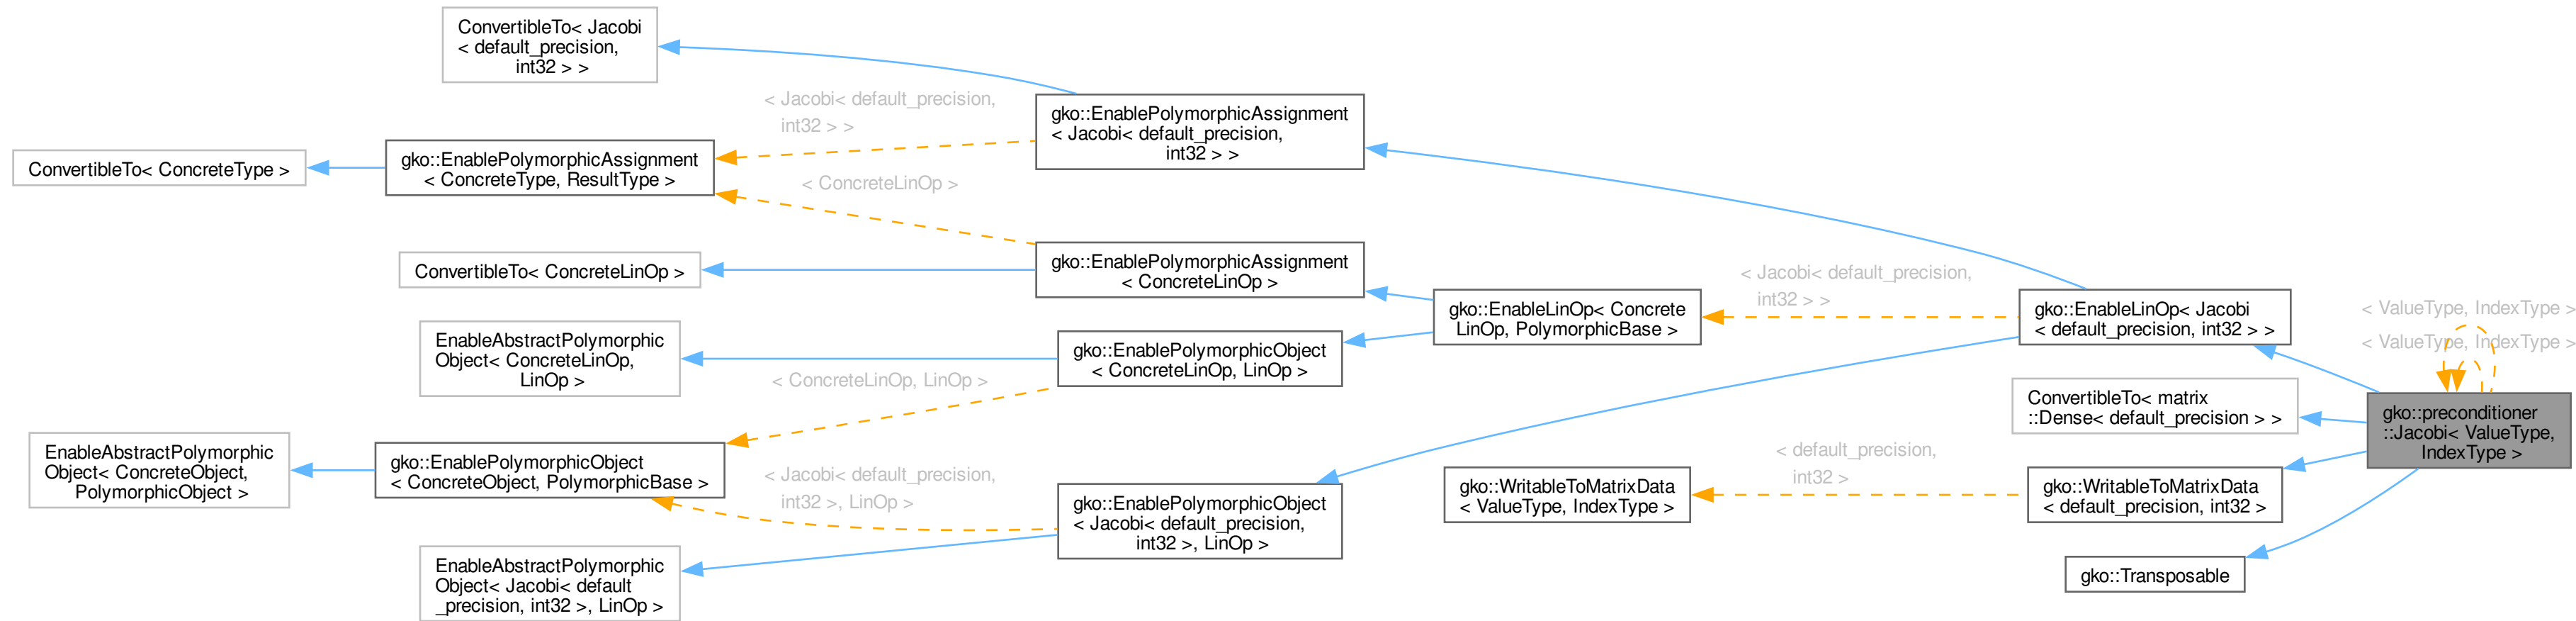 ConvertibleTo< Jacobi
< default_precision,
int32 > >
< Jacobi< default_precision,
int32 > >
gko::EnablePolymorphicAssignment
< Jacobi< default_precision,
int32 > >
ConvertibleTo< ConcreteType >
gko::EnablePolymorphicAssignment
< ConcreteType, ResultType >
< ConcreteLinOp >
ConvertibleTo< ConcreteLinOp >
gko::EnablePolymorphicAssignment
< ConcreteLinOp >
gko::EnableLinOp< Concrete
LinOp, PolymorphicBase >
< Jacobi< default_precision,
int32 > >
gko::EnableLinOp< Jacobi
< default_precision, int32 > >
< ValueType, IndexType >
< ValueType, IndexType >
EnableAbstractPolymorphic
Object< ConcreteLinOp,
LinOp >
gko::EnablePolymorphicObject
< ConcreteLinOp, LinOp >
< ConcreteLinOp, LinOp >
ConvertibleTo< matrix
::Dense< default_precision > >
gko::preconditioner
::Jacobi< ValueType,
IndexType >
EnableAbstractPolymorphic
Object< ConcreteObject,
PolymorphicObject >
gko::EnablePolymorphicObject
< ConcreteObject, PolymorphicBase >
< Jacobi< default_precision,
int32 >, LinOp >
gko::EnablePolymorphicObject
< Jacobi< default_precision,
int32 >, LinOp >
gko::WritableToMatrixData
< ValueType, IndexType >
< default_precision,
int32 >
gko::WritableToMatrixData
< default_precision, int32 >
EnableAbstractPolymorphic
Object< Jacobi< default
_precision, int32 >, LinOp >
gko::Transposable